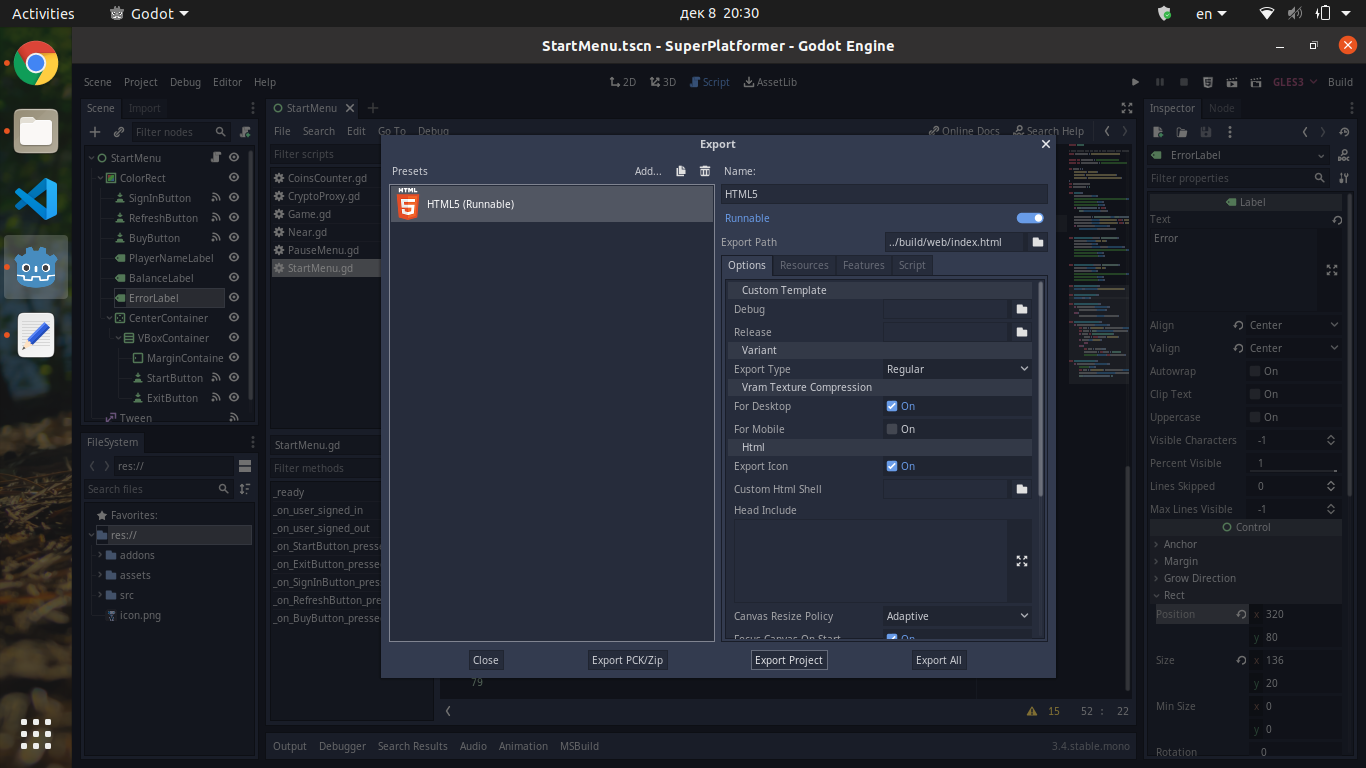 Activities
Godot
дек 8 20:30
en
StartMenu.tscn - SuperPlatformer - Godot Engine
Scene Project Debug Editor Help
2D 3D Script AssetLib
GLES3 Build
Scene Import
Filter nodes
StartMenu
ColorRect
SignInButton
RefreshButton
BuyButton
PlayerNameLabel
BalanceLabel
ErrorLabel
CenterContainer
VBoxContainer
MarginContaine
StartButton
ExitButton
Tween
FileSystem
res://
Search files
Favorites:
res://
addons
assets
src
icon.png
StartMenu
File Search Edit Go To Debug
Online Docs Search Help
Filter scripts
CoinsCounter.gd
CryptoProxy.gd
Game.gd
Near.gd
PauseMenu.gd
StartMenu.gd
StartMenu.gd
Filter methods
_ready
_on_user_signed_in
_on_user_signed_out
_on_StartButton_presse
_on_ExitButton_pressed
_on_SignInButton_pres
_on_RefreshButton_pre
_on_BuyButton_presse
Export
Presets
Add...
HTML5 (Runnable)
Name:
HTML5
Runnable
Export Path ../build/web/index.html
Options Resources Features Script
Custom Template
Debug
Release
Variant
Export Type Regular
Vram Texture Compression
For Desktop On
For Mobile On
Html
Export Icon On
Custom Html Shell
Head Include
Canvas Resize Policy Adaptive
Focus Canvas On Start On
Close Export PCK/Zip Export Project Export All
79
15 52 : 22
Output Debugger Search Results Audio Animation MSBuild
3.4.stable.mono
Inspector Node
ErrorLabel
Filter properties
Label
Text
Error
Align Center
Valign Center
Autowrap On
Clip Text On
Uppercase On
Visible Characters -1
Percent Visible 1
Lines Skipped 0
Max Lines Visible -1
Control
Anchor
Margin
Grow Direction
Rect
Position x 320
y 80
Size x 136
y 20
Min Size x 0
y 0
Rotation 0